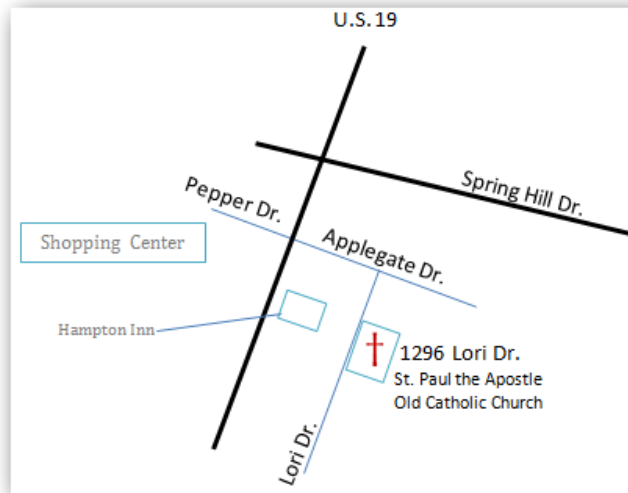 U.S. 19
Spring Hill Dr.
Pepper Dr.
Applegate Dr.
Shopping Center
Hampton Inn
1296 Lori Dr.
St. Paul the Apostle
Old Catholic Church
Lori Dr.